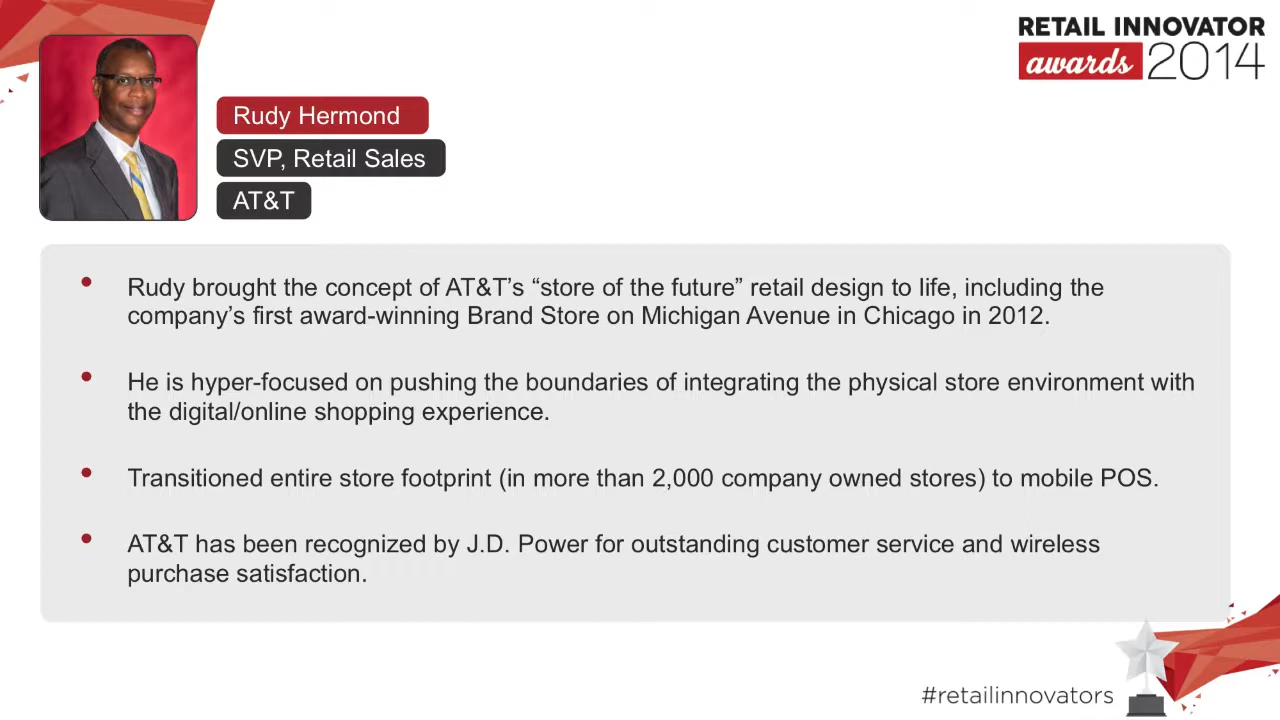 RETAIL INNOVATOR
awards 2014
Rudy Hermond
SVP, Retail Sales
AT&T
• Rudy brought the concept of AT&T’s “store of the future” retail design to life, including the
company’s first award-winning Brand Store on Michigan Avenue in Chicago in 2012.
• He is hyper-focused on pushing the boundaries of integrating the physical store environment with
the digital/online shopping experience.
• Transitioned entire store footprint (in more than 2,000 company owned stores) to mobile POS.
• AT&T has been recognized by J.D. Power for outstanding customer service and wireless
purchase satisfaction.
#retailinnovators